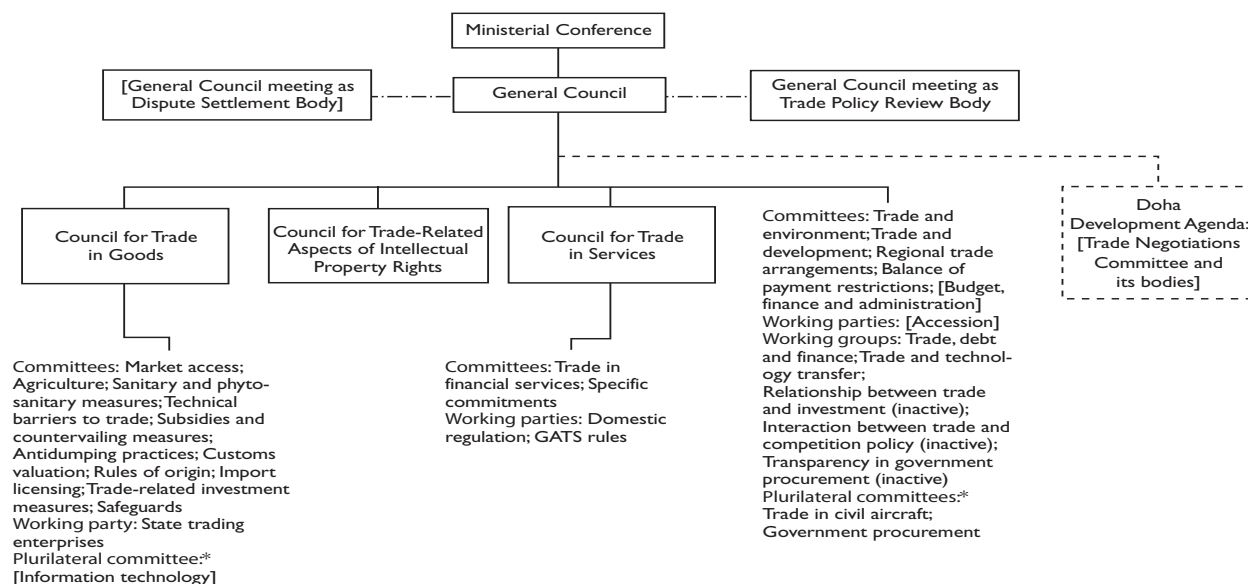 Ministerial Conference
[General Council meeting as
Dispute Settlement Body]
General Council
General Council meeting as
Trade Policy Review Body
Council for Trade
in Goods
Council for Trade-Related
Aspects of Intellectual
Property Rights
Council for Trade
in Services
Committees: Trade and
environment; Trade and
development; Regional trade
arrangements; Balance of
payment restrictions; [Budget,
finance and administration]
Working parties: [Accession]
Working groups: Trade, debt
and finance; Trade and technol-
ogy transfer;
Relationship between trade
and investment (inactive);
Interaction between trade and
competition policy (inactive);
Transparency in government
procurement (inactive)
Plurilateral committees:*
Trade in civil aircraft;
Government procurement
Doha
Development Agenda:
[Trade Negotiations
Committee and
its bodies]
Committees: Market access;
Agriculture; Sanitary and phyto-
sanitary measures; Technical
barriers to trade; Subsidies and
countervailing measures;
Antidumping practices; Customs
valuation; Rules of origin; Import
licensing; Trade-related investment
measures; Safeguards
Working party: State trading
enterprises
Plurilateral committee:*
[Information technology]
Committees: Trade in
financial services; Specific
commitments
Working parties: Domestic
regulation; GATS rules